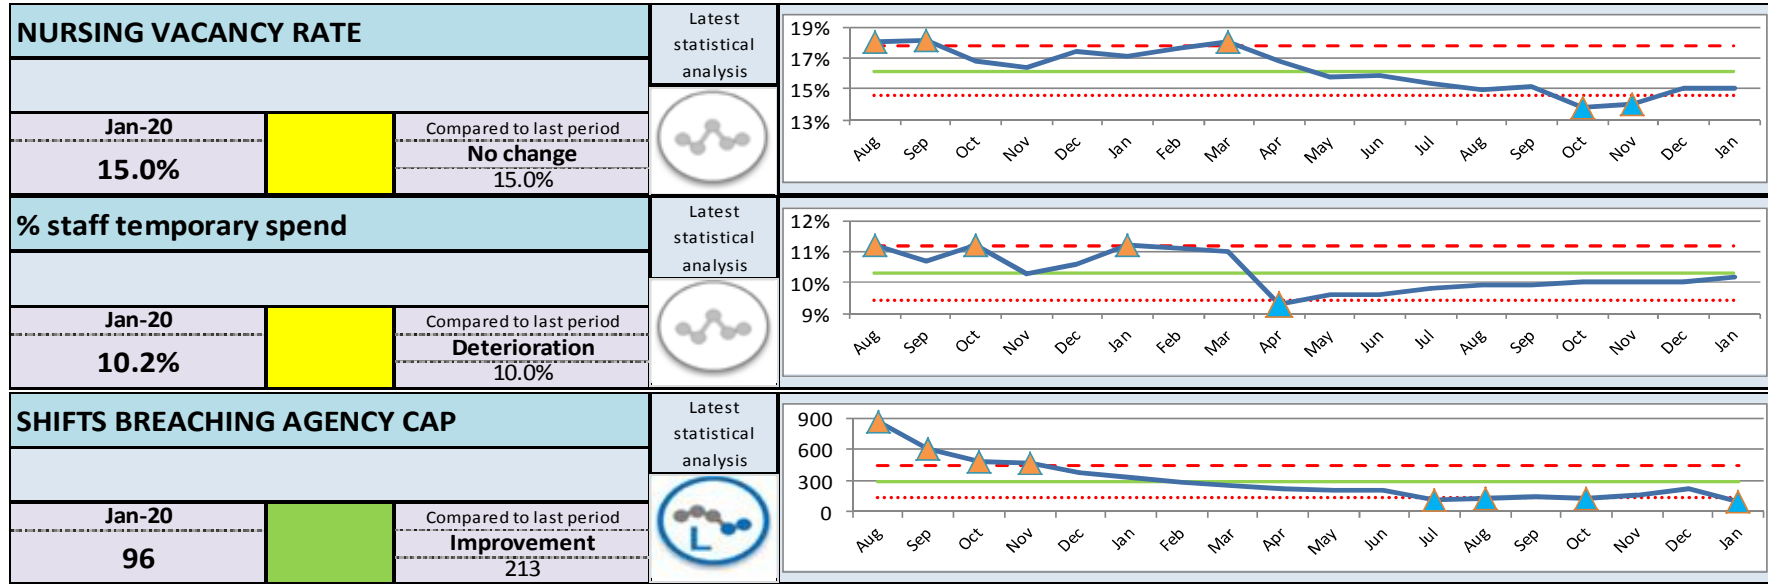 NURSING VACANCY RATE
Latest
statistical
analysis
Jan-20
15.0%
Compared to last period
No change
15.0%
19%
17%
15%
13%
Aug Sep Oct Nov Dec Jan Feb Mar Apr May Jun Jul Aug Sep Oct Nov Dec Jan
% staff temporary spend
Latest
statistical
analysis
Jan-20
10.2%
Compared to last period
Deterioration
10.0%
12%
11%
10%
9%
Aug Sep Oct Nov Dec Jan Feb Mar Apr May Jun Jul Aug Sep Oct Nov Dec Jan
SHIFTS BREACHING AGENCY CAP
Latest
statistical
analysis
L
Jan-20
96
Compared to last period
Improvement
213
900
600
300
0
Aug Sep Oct Nov Dec Jan Feb Mar Apr May Jun Jul Aug Sep Oct Nov Dec Jan